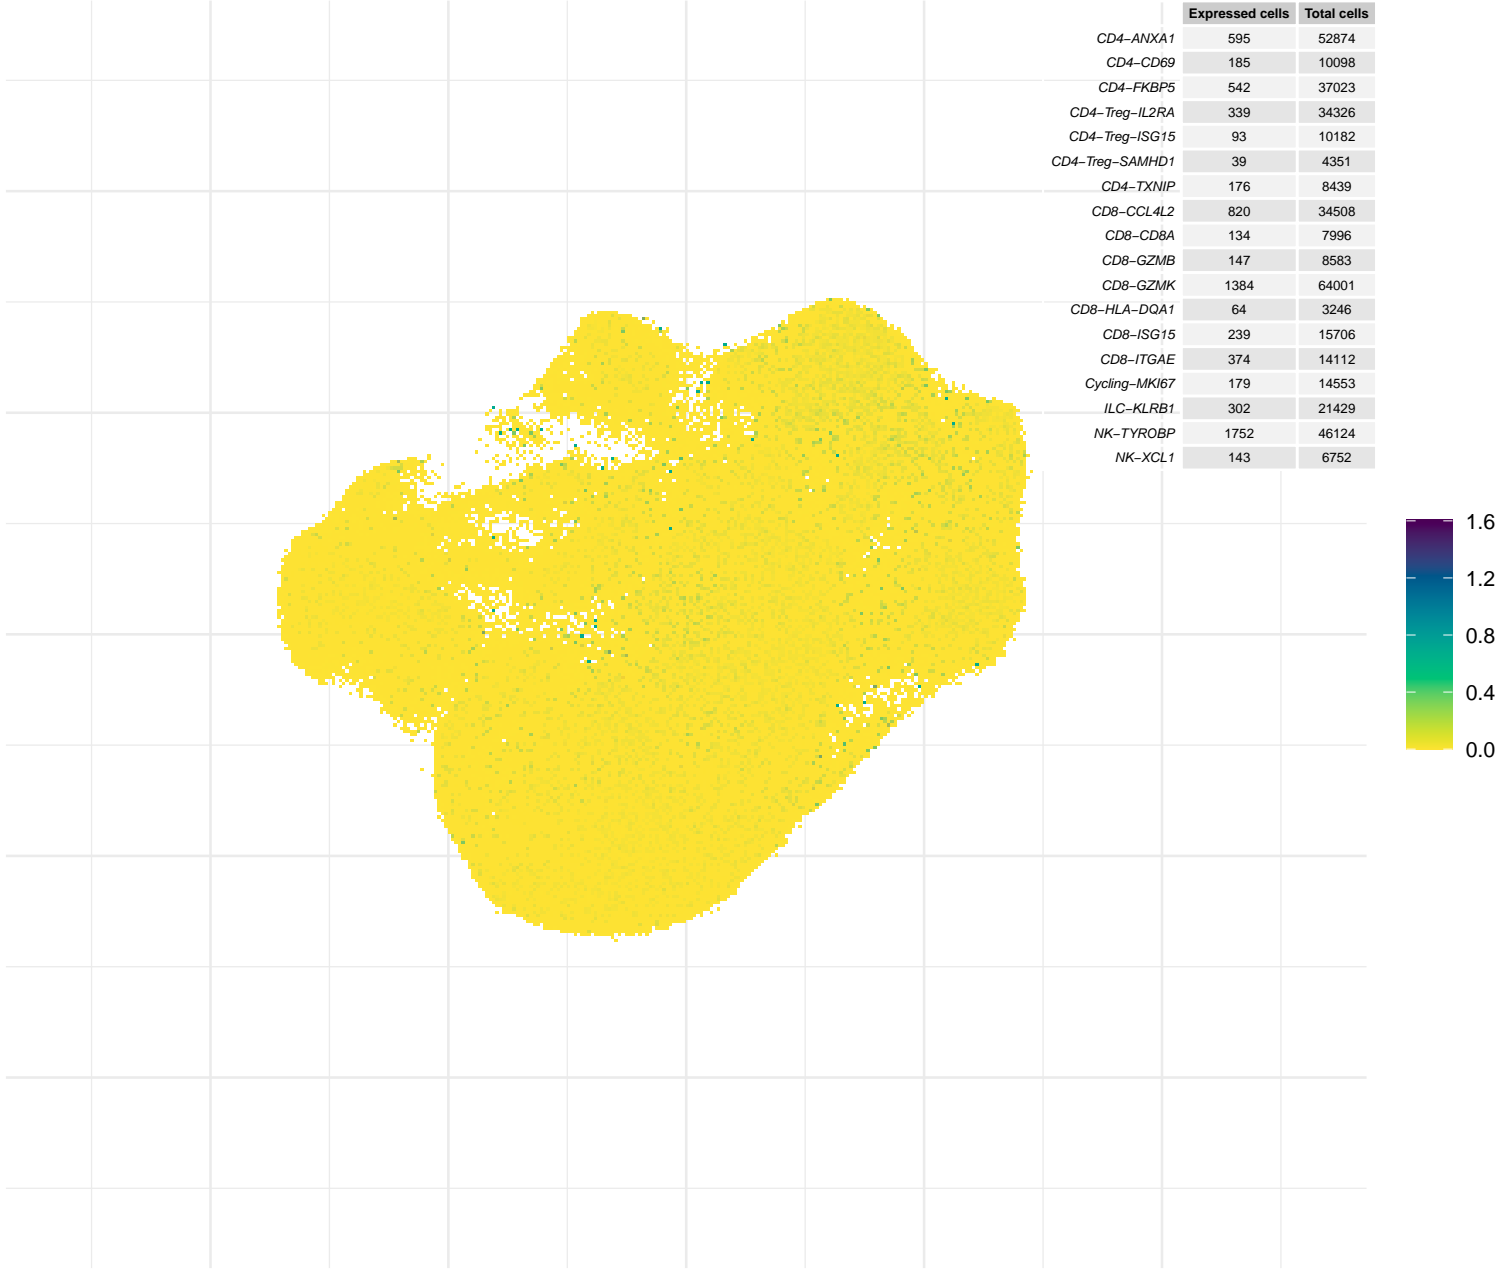 Expressed cells Total cells
CD4−ANXA1 595 52874
CD4−CD69 185 10098
CD4−FKBP5 542 37023
CD4−Treg−IL2RA 339 34326
CD4−Treg−ISG15 93 10182
CD4−Treg−SAMHD1 39 4351
CD4−TXNIP 176 8439
CD8−CCL4L2 820 34508
CD8−CD8A 134 7996
CD8−GZMB 147 8583
CD8−GZMK 1384 64001
CD8−HLA−DQA1 64 3246
CD8−ISG15 239 15706
CD8−ITGAE 374 14112
Cycling−MKI67 179 14553
ILC−KLRB1 302 21429
NK−TYROBP 1752 46124
NK−XCL1 143 6752
1.6
1.2
0.8
0.4
0.0